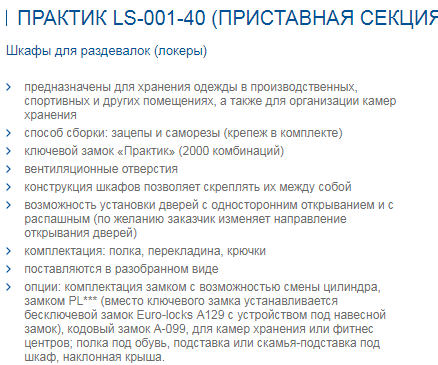 ПРАКТИК LS-001-40 (ПРИСТАВНАЯ СЕКЦИЯ
Шкафы для раздевалок (локеры)
предназначены для хранения одежды в производственных,
спортивных и других помещениях, а также для организации камер
хранения
способ сборки: зацепы и саморезы (крепеж в комплекте)
ключевой замок «Практик» (2000 комбинаций)
вентиляционные отверстия
конструкция шкафов позволяет скреплять их между собой
возможность установки дверей с односторонним открыванием и с
распашным (по желанию заказчик изменяет направление
открывания дверей)
комплектация: полка, перекладина, крючки
поставляются в разобранном виде
опции: комплектация замком с возможностью смены цилиндра,
замком PL*** (вместо ключевого замка устанавливается
бесключевой замок Euro-locks A129 с устройством под навесной
замок), кодовый замок А-099, для камер хранения или фитнес
центров; полка под обувь, подставка или скамья-подставка под
шкаф, наклонная крыша.